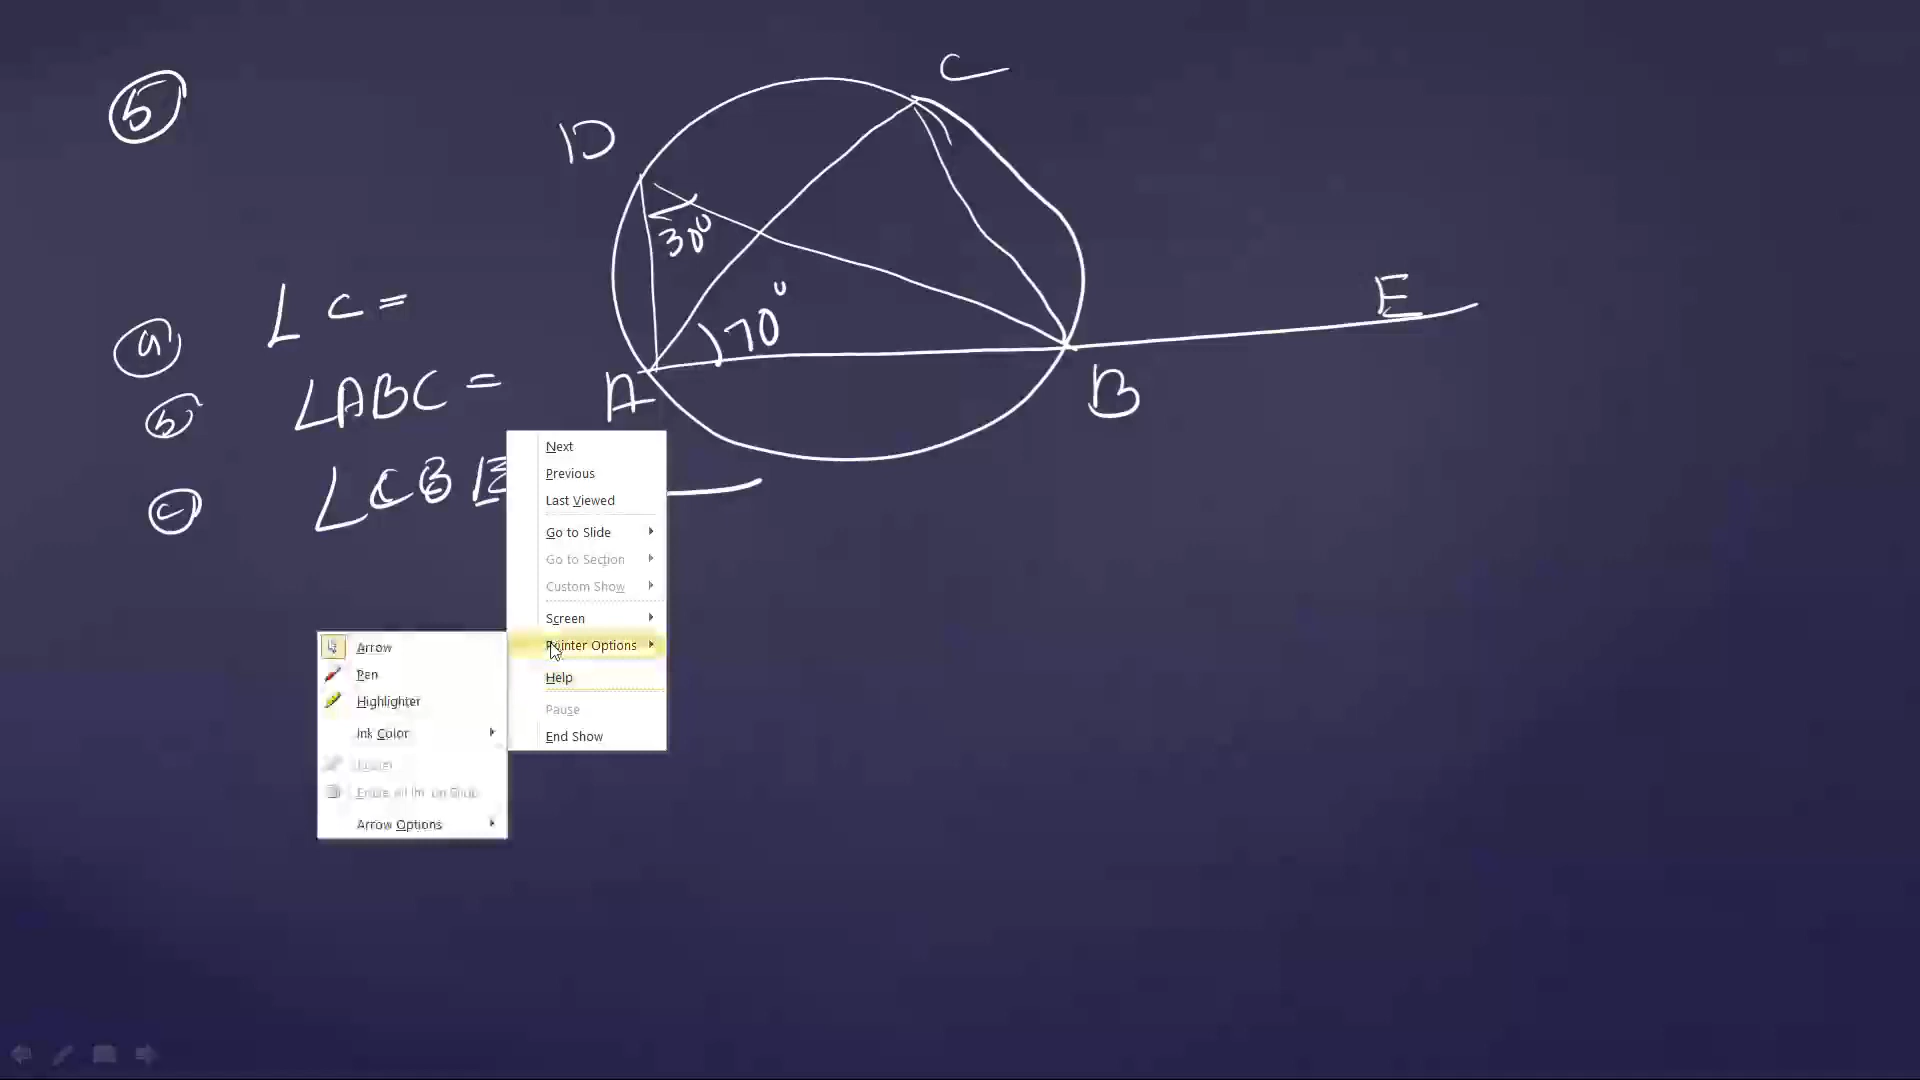 5
C
D
30°
E
a
∠C=
70°
b
∠ABC=
A
B
c
∠CBE
Next
Previous
Last Viewed
Go to Slide
Go to Section
Custom Show
Screen
Pointer Options
Help
Pause
End Show
Arrow
Pen
Highlighter
Ink Color
Arrow Options